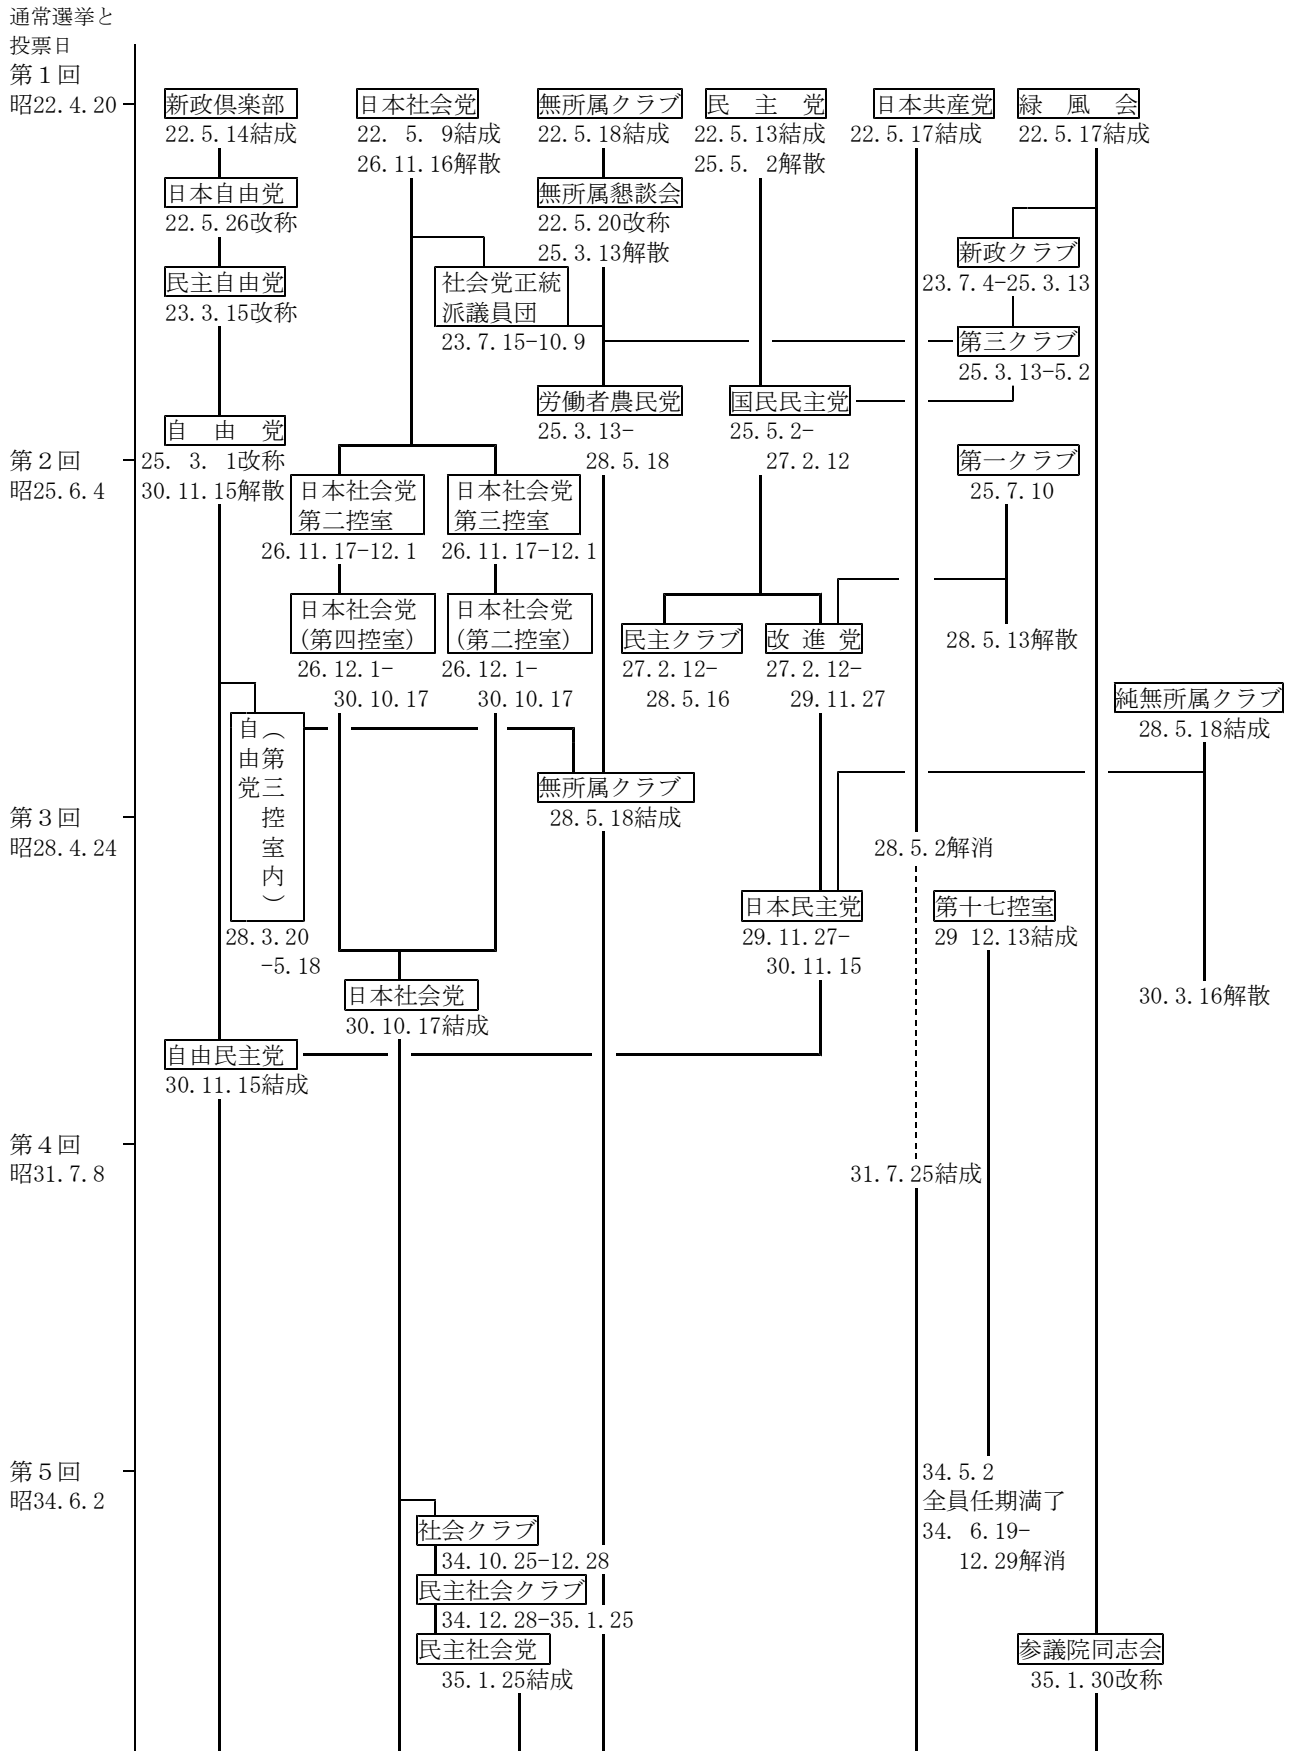 通常選挙と
投票日
第１回
昭22.4.20
新政倶楽部
22.5.14結成
日本自由党
22.5.26改称
民主自由党
23.3.15改称
自　由　党
25. 3. 1改称
30.11.15解散
日本社会党
22. 5. 9結成
26.11.16解散
社会党正統
派議員団
23.7.15-10.9
無所属クラブ
22.5.18結成
無所属懇談会
22.5.20改称
25.3.13解散
労働者農民党
25.3.13-
28.5.18
民　主　党
22.5.13結成
25.5. 2解散
国民民主党
25.5.2-
27.2.12
日本共産党
22.5.17結成
緑　風　会
22.5.17結成
新政クラブ
23.7.4-25.3.13
第三クラブ
25.3.13-5.2
第２回
昭25.6.4
第一クラブ
25.7.10
28.5.13解散
日本社会党
第二控室
26.11.17-12.1
日本社会党
第三控室
26.11.17-12.1
日本社会党
(第四控室)
26.12.1-
30.10.17
日本社会党
(第二控室)
26.12.1-
30.10.17
民主クラブ
27.2.12-
28.5.16
改 進 党
27.2.12-
29.11.27
純無所属クラブ
28.5.18結成
30.3.16解散
自由党
（第三控室内）
28.3.20
-5.18
無所属クラブ
28.5.18結成
第３回
昭28.4.24
28.5.2解消
日本民主党
29.11.27-
30.11.15
第十七控室
29 12.13結成
日本社会党
30.10.17結成
自由民主党
30.11.15結成
第４回
昭31.7.8
31.7.25結成
第５回
昭34.6.2
34.5.2
全員任期満了
34. 6.19-
12.29解消
社会クラブ
34.10.25-12.28
民主社会クラブ
34.12.28-35.1.25
民主社会党
35.1.25結成
参議院同志会
35.1.30改称